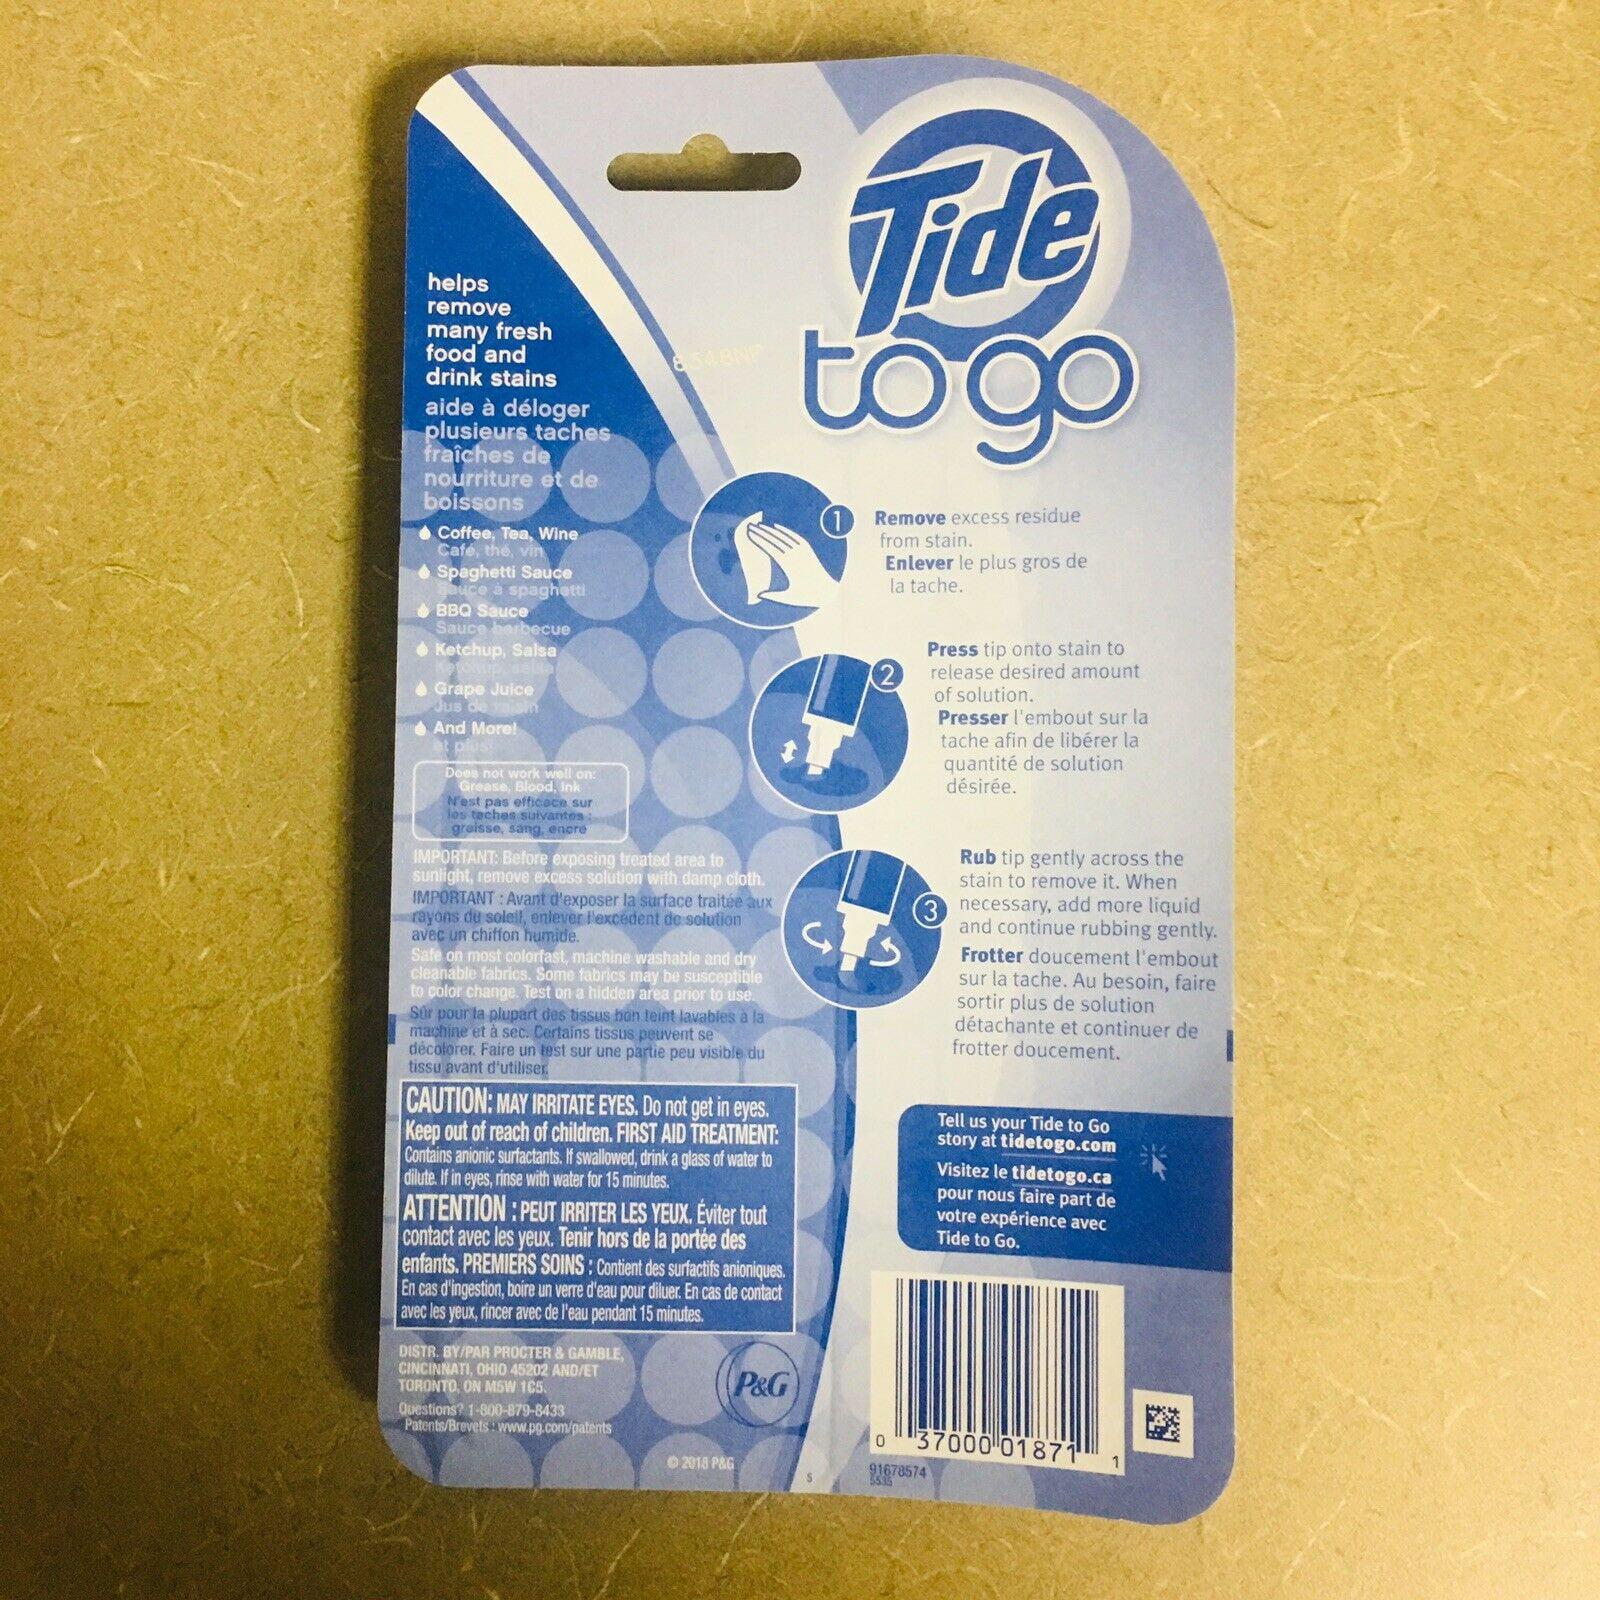 Tide
to go
helps
remove
many fresh
food and
drink stains
aide à déloger
plusieurs taches
fraîches de
nourriture et de
boissons
Coffee, Tea, Wine
Café, thé, vin
Spaghetti Sauce
Sauce à spaghetti
BBQ Sauce
Sauce barbecue
Ketchup, Salsa
Ketchup, salsa
Grape Juice
Jus de raisin
And More!
et plus!
Does not work well on:
Grease, Blood, Ink
N'est pas efficace sur
les taches suivantes :
graisse, sang, encre
IMPORTANT: Before exposing treated area to
sunlight, remove excess solution with damp cloth.
IMPORTANT : Avant d'exposer la surface traitée aux
rayons du soleil, enlever l'excédent de solution
avec un chiffon humide.
Safe on most colorfast, machine washable and dry
cleanable fabrics. Some fabrics may be susceptible
to color change. Test on a hidden area prior to use.
Sûr pour la plupart des tissus bon teint lavables à la
machine et à sec. Certains tissus peuvent se
décolorer. Faire un test sur une partie peu visible du
tissu avant d'utiliser.
CAUTION: MAY IRRITATE EYES. Do not get in eyes.
Keep out of reach of children. FIRST AID TREATMENT:
Contains anionic surfactants. If swallowed, drink a glass of water to
dilute. If in eyes, rinse with water for 15 minutes.
ATTENTION : PEUT IRRITER LES YEUX. Éviter tout
contact avec les yeux. Tenir hors de la portée des
enfants. PREMIERS SOINS : Contient des surfactifs anioniques.
En cas d'ingestion, boire un verre d'eau pour diluer. En cas de contact
avec les yeux, rincer avec de l'eau pendant 15 minutes.
DISTR. BY/PAR PROCTER & GAMBLE,
CINCINNATI, OHIO 45202 AND/ET
TORONTO, ON M5W 1C5.
Questions? 1-800-879-8433
Patents/Brevets : www.pg.com/patents
P&G
© 2018 P&G
5
1
Remove excess residue
from stain.
Enlever le plus gros de
la tache.
2
Press tip onto stain to
release desired amount
of solution.
Presser l'embout sur la
tache afin de libérer la
quantité de solution
désirée.
3
Rub tip gently across the
stain to remove it. When
necessary, add more liquid
and continue rubbing gently.
Frotter doucement l'embout
sur la tache. Au besoin, faire
sortir plus de solution
détachante et continuer de
frotter doucement.
Tell us your Tide to Go
story at tidetogo.com
Visitez le tidetogo.ca
pour nous faire part de
votre expérience avec
Tide to Go.
0 37000 01871 1
91678574
5535